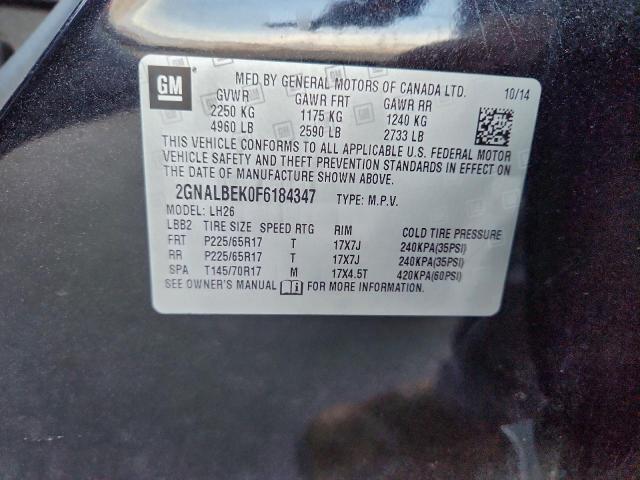 GM
MFD BY GENERAL MOTORS OF CANADA LTD.
10/14
GVWR GAWR FRT GAWR RR
2250 KG 1175 KG 1240 KG
4960 LB 2590 LB 2733 LB
THIS VEHICLE CONFORMS TO ALL APPLICABLE U.S. FEDERAL MOTOR
VEHICLE SAFETY AND THEFT PREVENTION STANDARDS IN EFFECT ON
THE DATE OF MANUFACTURE SHOWN ABOVE.
2GNALBEK0F6184347 TYPE: M.P.V.
MODEL: LH26
LBB2 TIRE SIZE SPEED RTG RIM COLD TIRE PRESSURE
FRT P225/65R17 T 17X7J 240KPA(35PSI)
RR P225/65R17 T 17X7J 240KPA(35PSI)
SPA T145/70R17 M 17X4.5T 420KPA(60PSI)
SEE OWNER'S MANUAL FOR MORE INFORMATION.